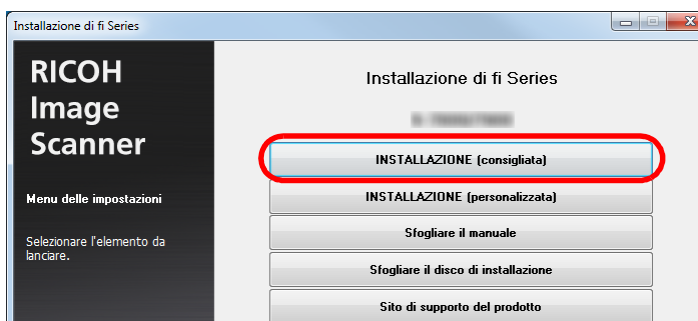 Installazione di fi Series
RICOH
Image
Scanner
Menu delle impostazioni
Selezionare l'elemento da
lanciare.
Installazione di fi Series
INSTALLAZIONE (consigliata)
INSTALLAZIONE (personalizzata)
Sfogliare il manuale
Sfogliare il disco di installazione
Sito di supporto del prodotto